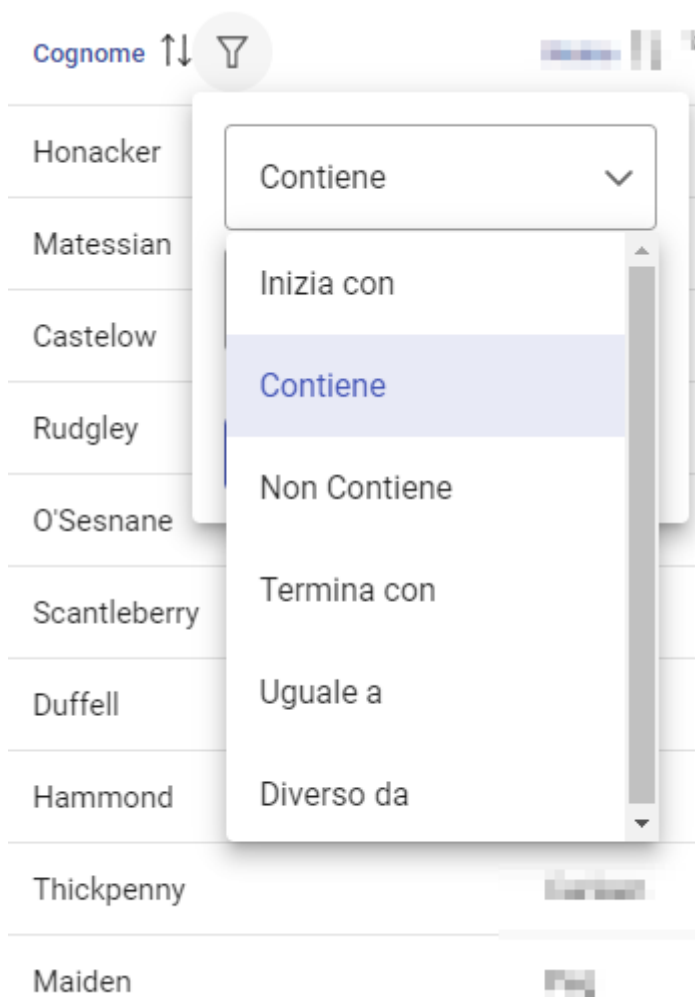 Cognome
Honacker
Contiene
Matessian
Inizia con
Castelow
Contiene
Rudgley
Non Contiene
O'Sesnane
Termina con
Scantleberry
Uguale a
Duffell
Diverso da
Hammond
Thickpenny
Maiden